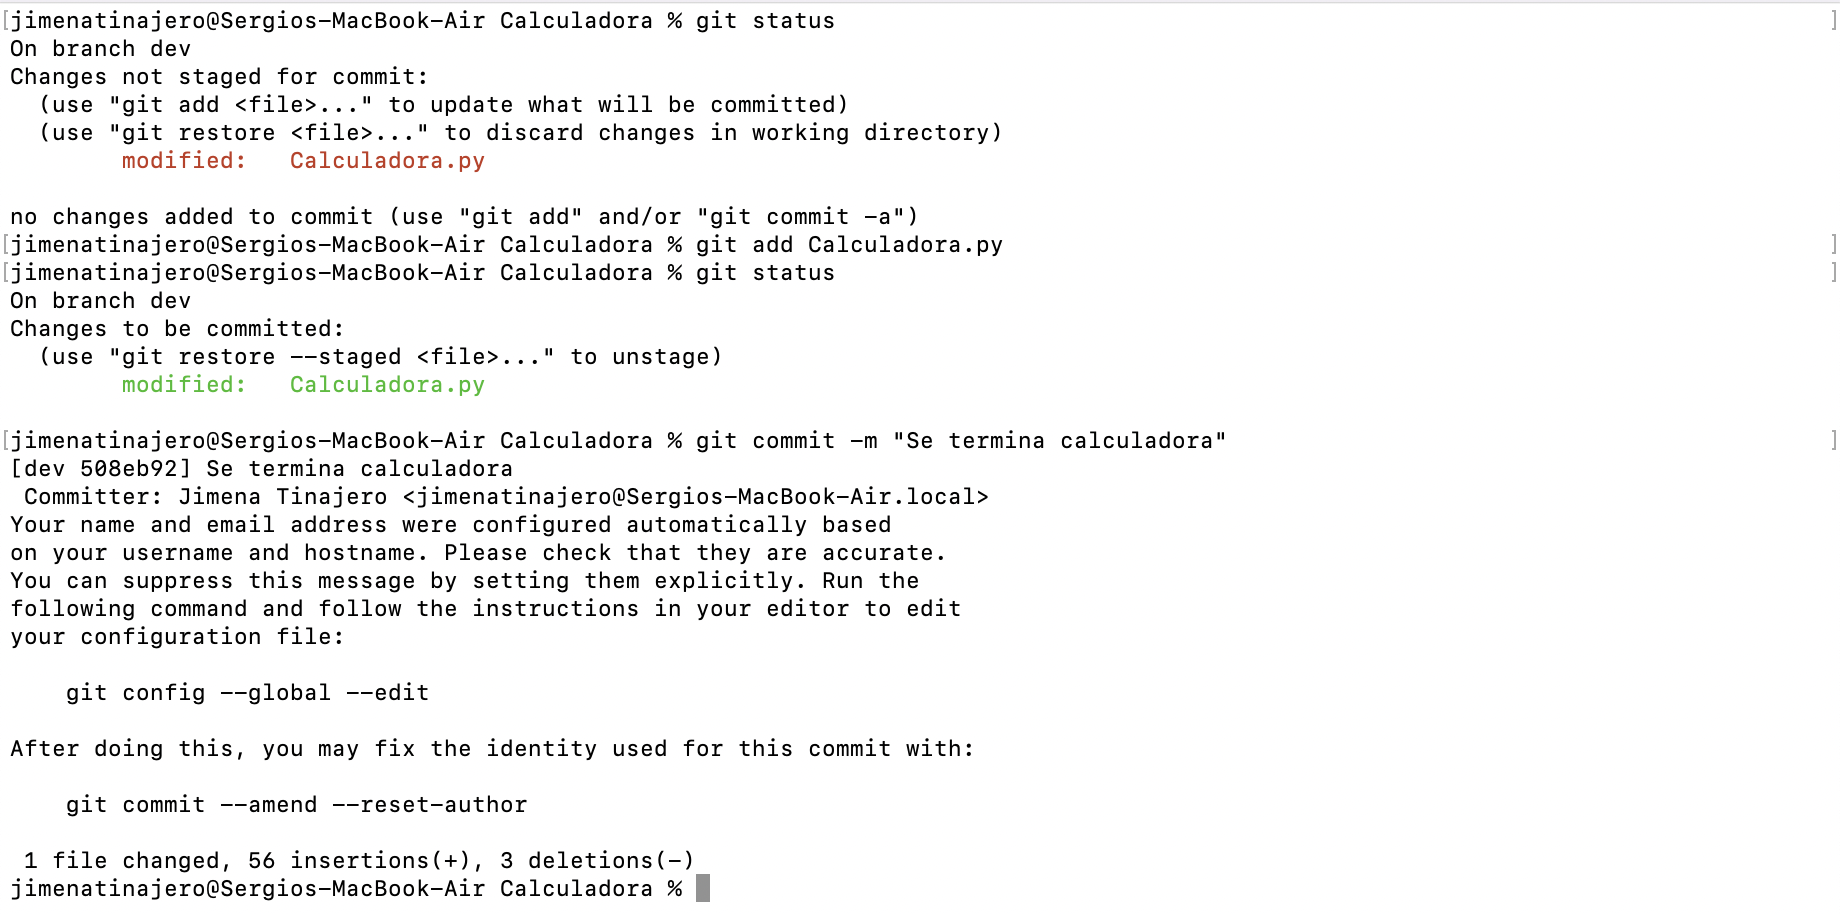 [jimenatinajero@Sergios-MacBook-Air Calculadora % git status ]
On branch dev
Changes not staged for commit:
  (use "git add <file>..." to update what will be committed)
  (use "git restore <file>..." to discard changes in working directory)
        modified:   Calculadora.py

no changes added to commit (use "git add" and/or "git commit -a")
[jimenatinajero@Sergios-MacBook-Air Calculadora % git add Calculadora.py ]
[jimenatinajero@Sergios-MacBook-Air Calculadora % git status ]
On branch dev
Changes to be committed:
  (use "git restore --staged <file>..." to unstage)
        modified:   Calculadora.py

[jimenatinajero@Sergios-MacBook-Air Calculadora % git commit -m "Se termina calculadora" ]
[dev 508eb92] Se termina calculadora
 Committer: Jimena Tinajero <jimenatinajero@Sergios-MacBook-Air.local>
Your name and email address were configured automatically based
on your username and hostname. Please check that they are accurate.
You can suppress this message by setting them explicitly. Run the
following command and follow the instructions in your editor to edit
your configuration file:

    git config --global --edit

After doing this, you may fix the identity used for this commit with:

    git commit --amend --reset-author

 1 file changed, 56 insertions(+), 3 deletions(-)
jimenatinajero@Sergios-MacBook-Air Calculadora %